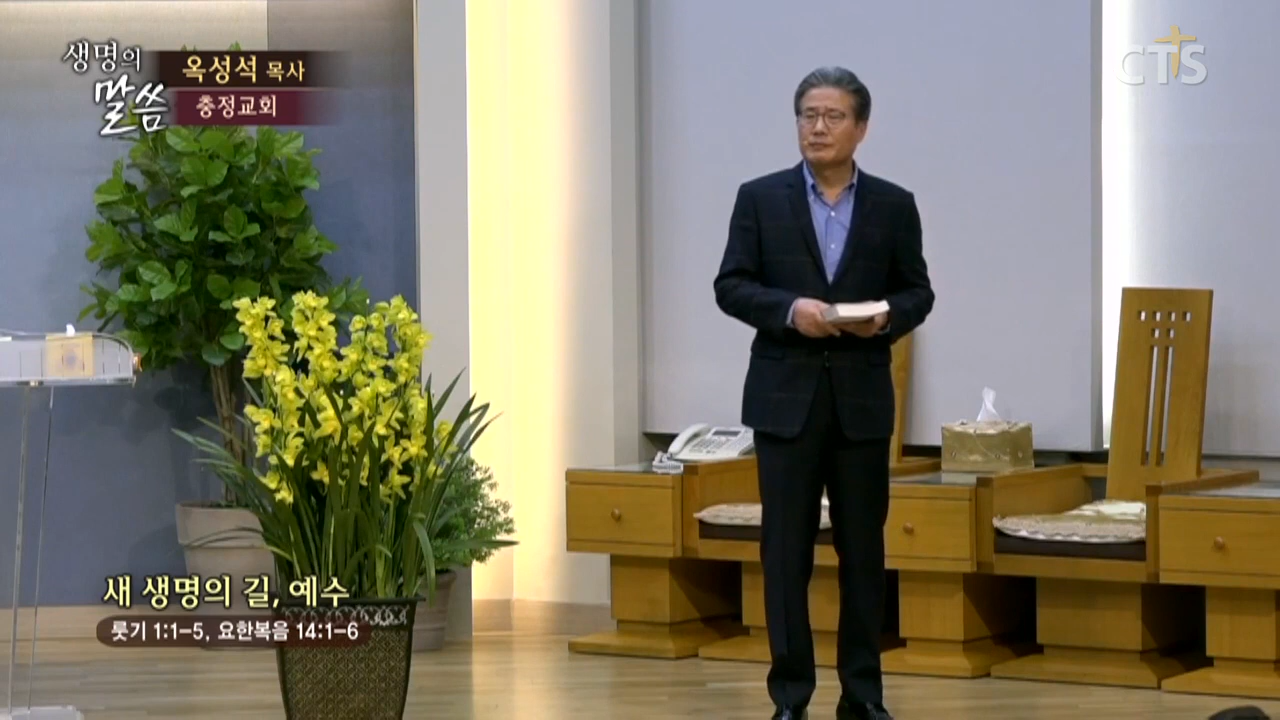 생명의
말씀
옥성석 목사
충정교회
CTS
새 생명의 길, 예수
룻기 1:1-5, 요한복음 14:1-6